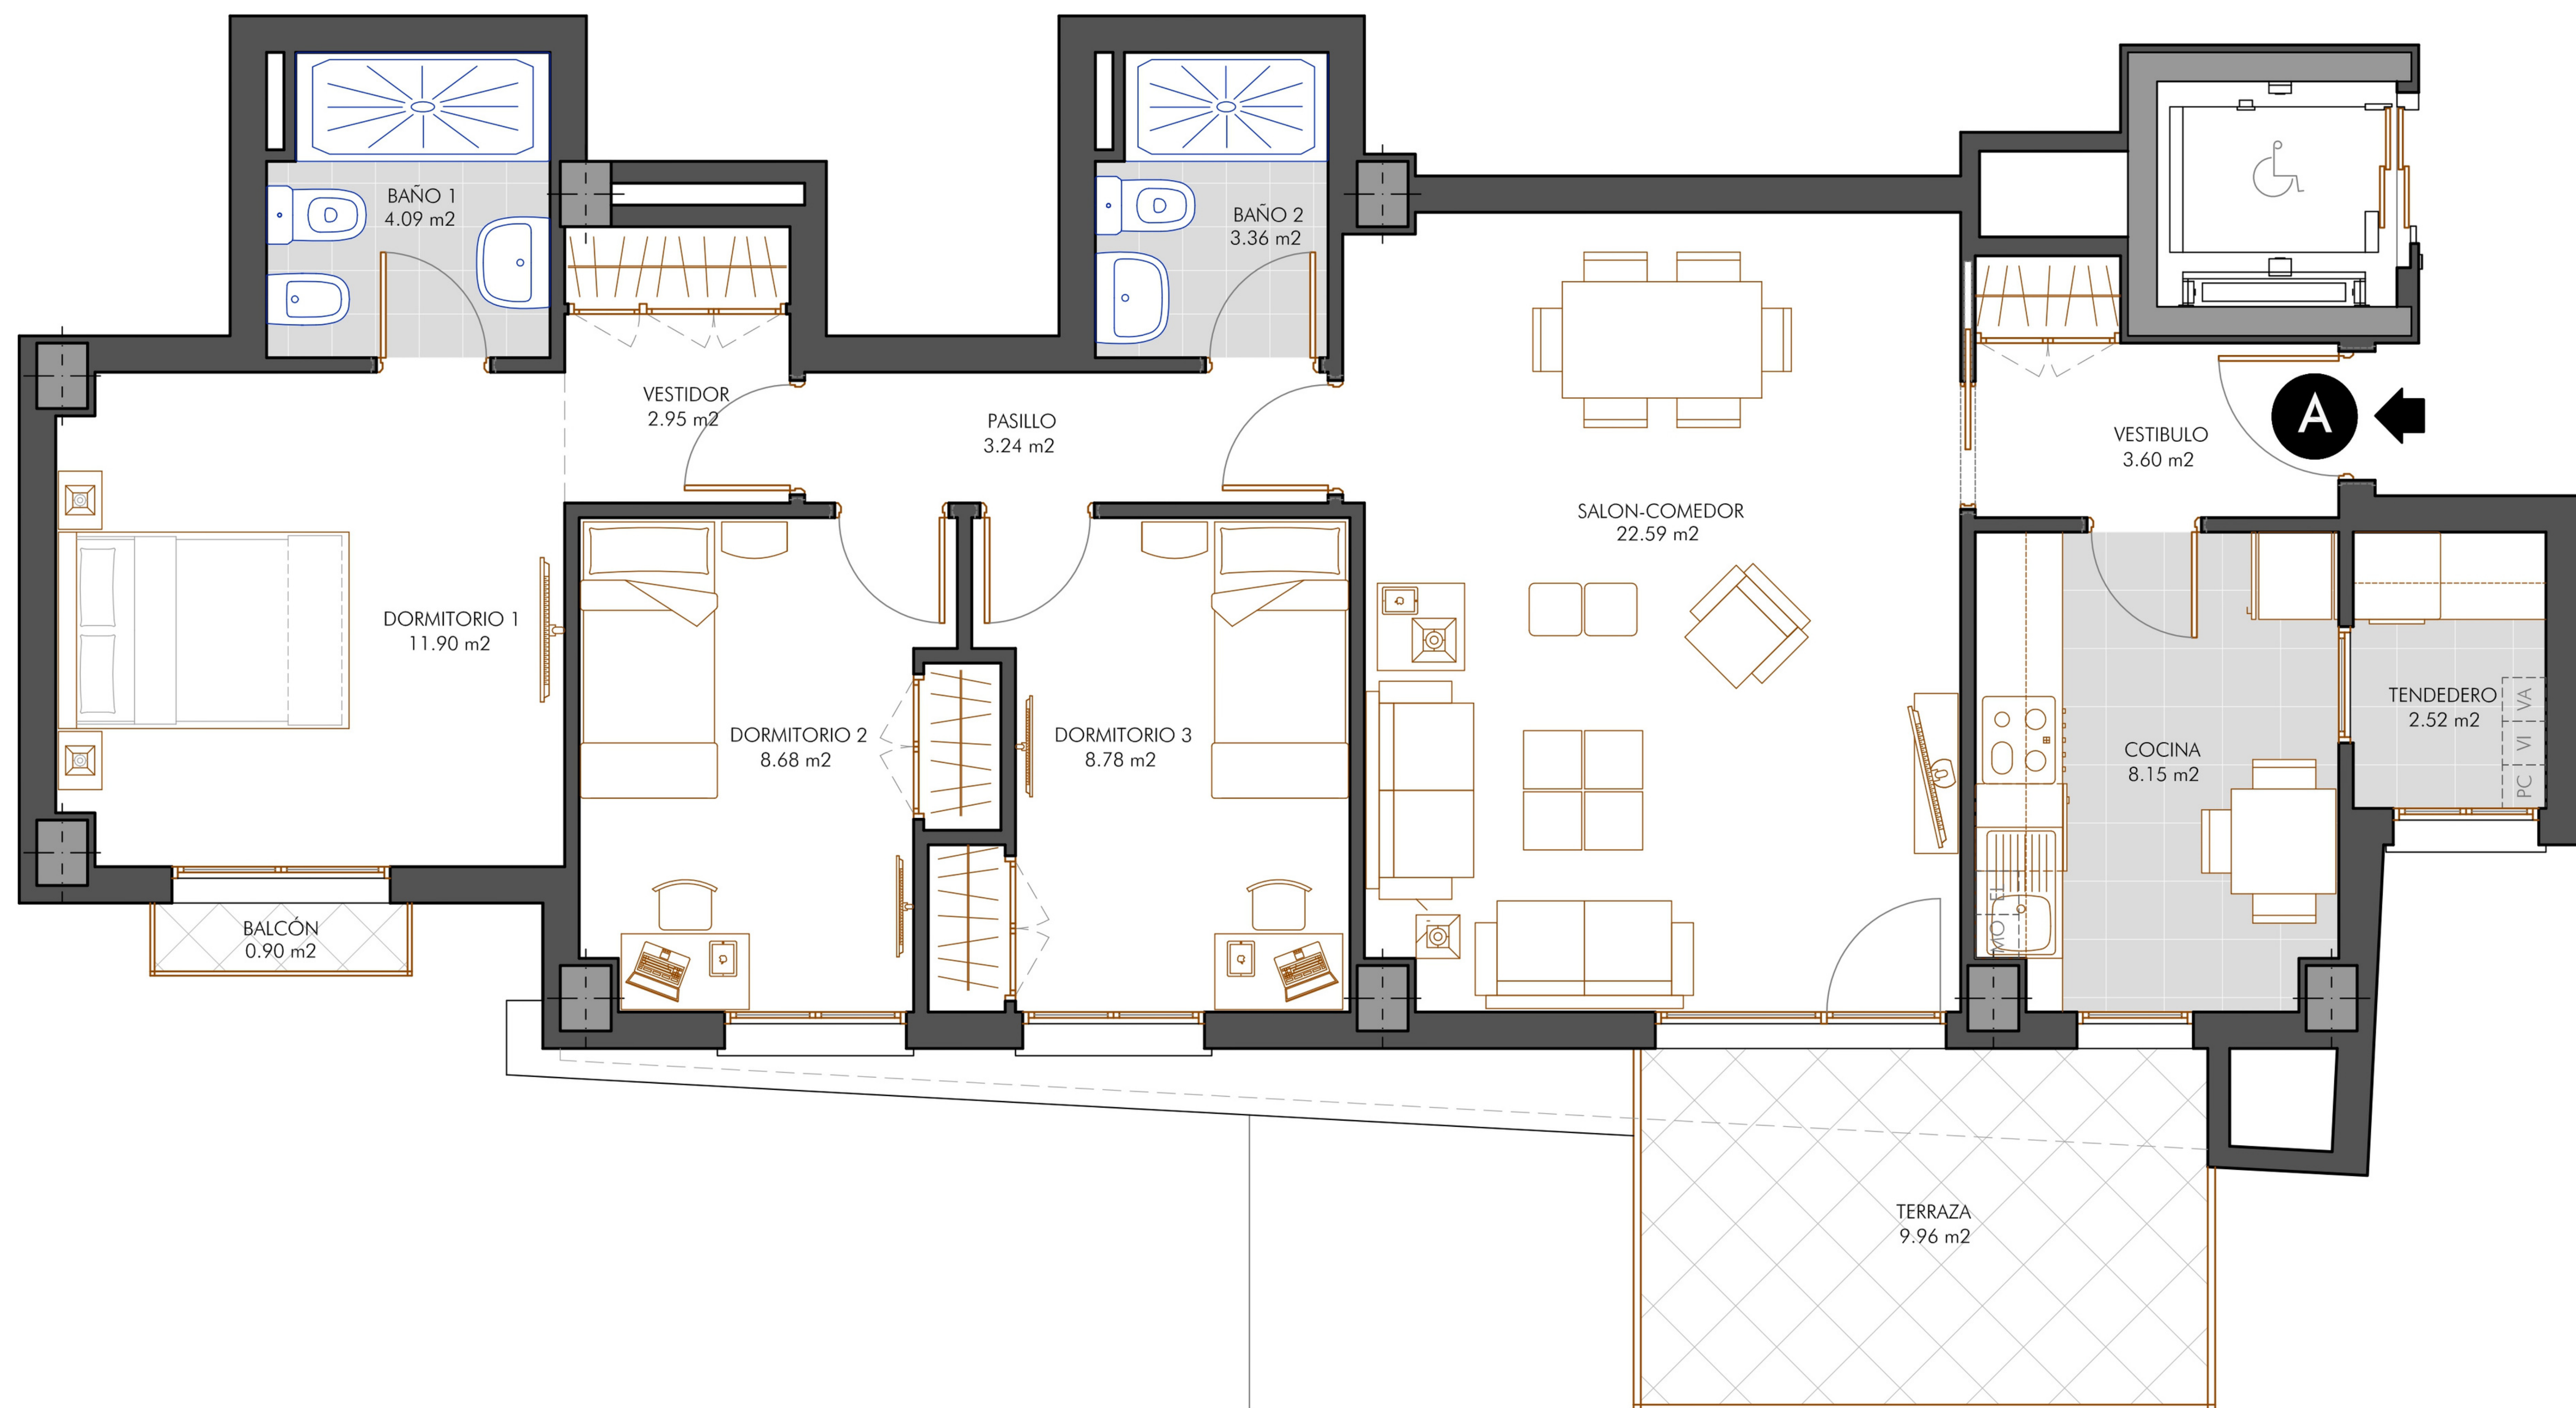 BAÑO 1
4.09 m2
BAÑO 2
3.36 m2
VESTIDOR
2.95 m2
PASILLO
3.24 m2
A
VESTIBULO
3.60 m2
SALON-COMEDOR
22.59 m2
DORMITORIO 1
11.90 m2
DORMITORIO 2
8.68 m2
DORMITORIO 3
8.78 m2
COCINA
8.15 m2
TENDEDERO
2.52 m2
PC VI VA
MO EL
BALCÓN
0.90 m2
TERRAZA
9.96 m2